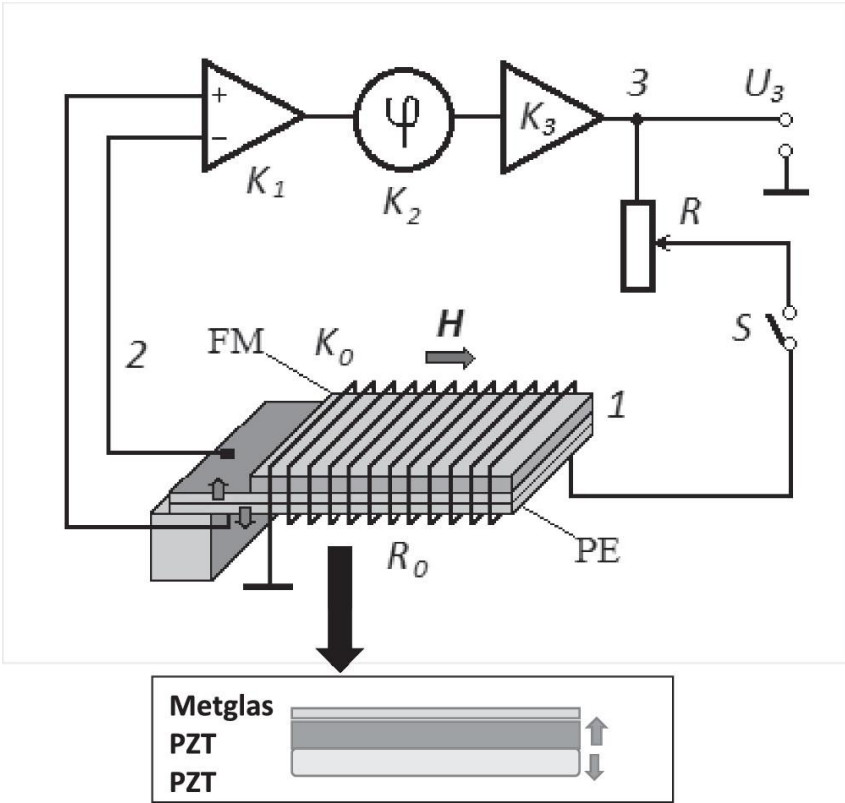 3
U3
+
−
φ
K3
K1
K2
R
S
2
FM
K0
H
1
R0
PE
Metglas
PZT
PZT